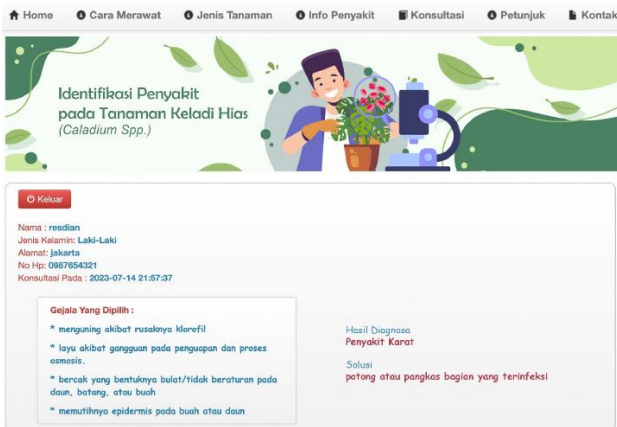 Home Cara Merawat Jenis Tanaman Info Penyakit Konsultasi Petunjuk Kontak
Identifikasi Penyakit
pada Tanaman Keladi Hias
(Caladium Spp.)
Keluar
Nama : resdian
Jenis Kelamin: Laki-Laki
Alamat: jakarta
No Hp: 0987654321
Konsultasi Pada : 2023-07-14 21:57:37
Gejala Yang Dipilih :
* menguning akibat rusaknya klorofil
* layu akibat gangguan pada penguapan dan proses
osmosis.
* bercak yang bentuknya bulat/tidak beraturan pada
daun, batang, atau buah
* memutihnya epidermis pada buah atau daun
Hasil Diagnosa
Penyakit Karat
Solusi
potong atau pangkas bagian yang terinfeksi